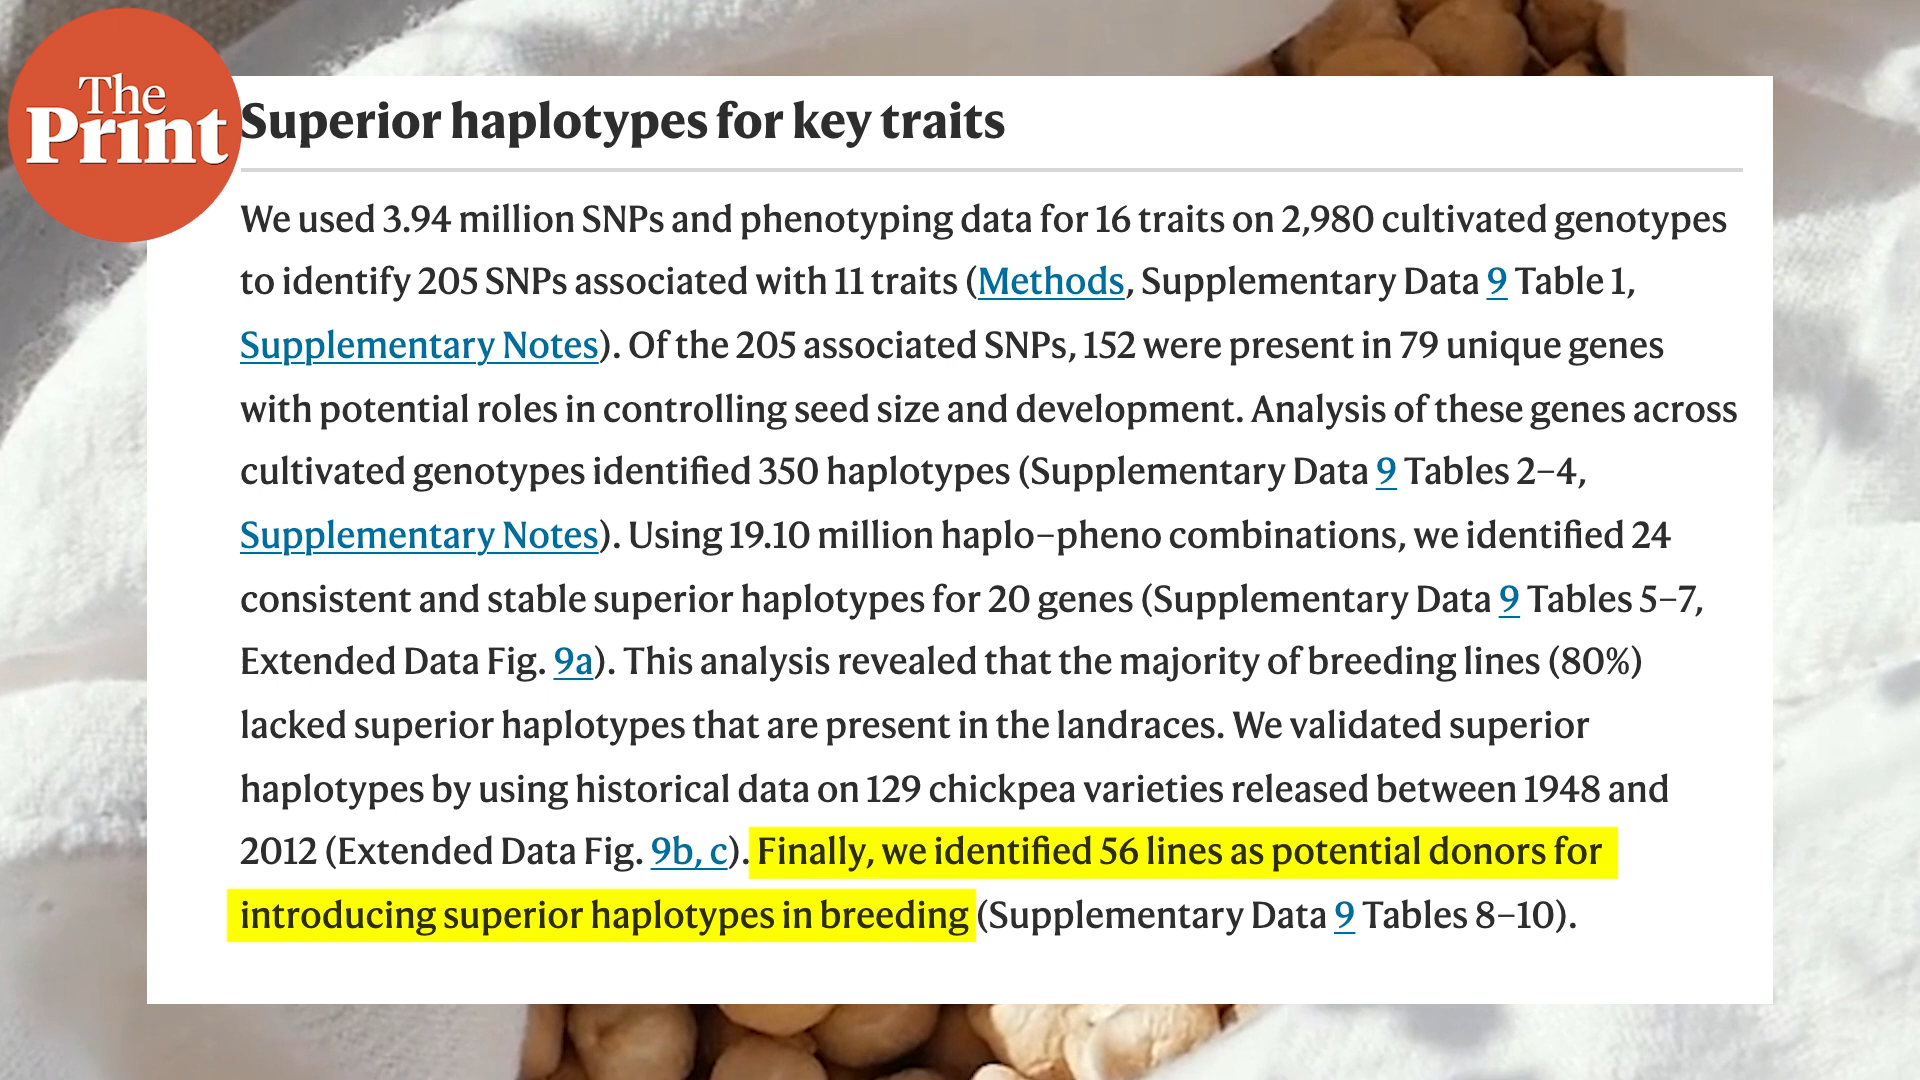 The
Print
Superior haplotypes for key traits
We used 3.94 million SNPs and phenotyping data for 16 traits on 2,980 cultivated genotypes
to identify 205 SNPs associated with 11 traits (Methods, Supplementary Data 9 Table 1,
Supplementary Notes). Of the 205 associated SNPs, 152 were present in 79 unique genes
with potential roles in controlling seed size and development. Analysis of these genes across
cultivated genotypes identified 350 haplotypes (Supplementary Data 9 Tables 2–4,
Supplementary Notes). Using 19.10 million haplo–pheno combinations, we identified 24
consistent and stable superior haplotypes for 20 genes (Supplementary Data 9 Tables 5–7,
Extended Data Fig. 9a). This analysis revealed that the majority of breeding lines (80%)
lacked superior haplotypes that are present in the landraces. We validated superior
haplotypes by using historical data on 129 chickpea varieties released between 1948 and
2012 (Extended Data Fig. 9b, c). Finally, we identified 56 lines as potential donors for
introducing superior haplotypes in breeding (Supplementary Data 9 Tables 8–10).